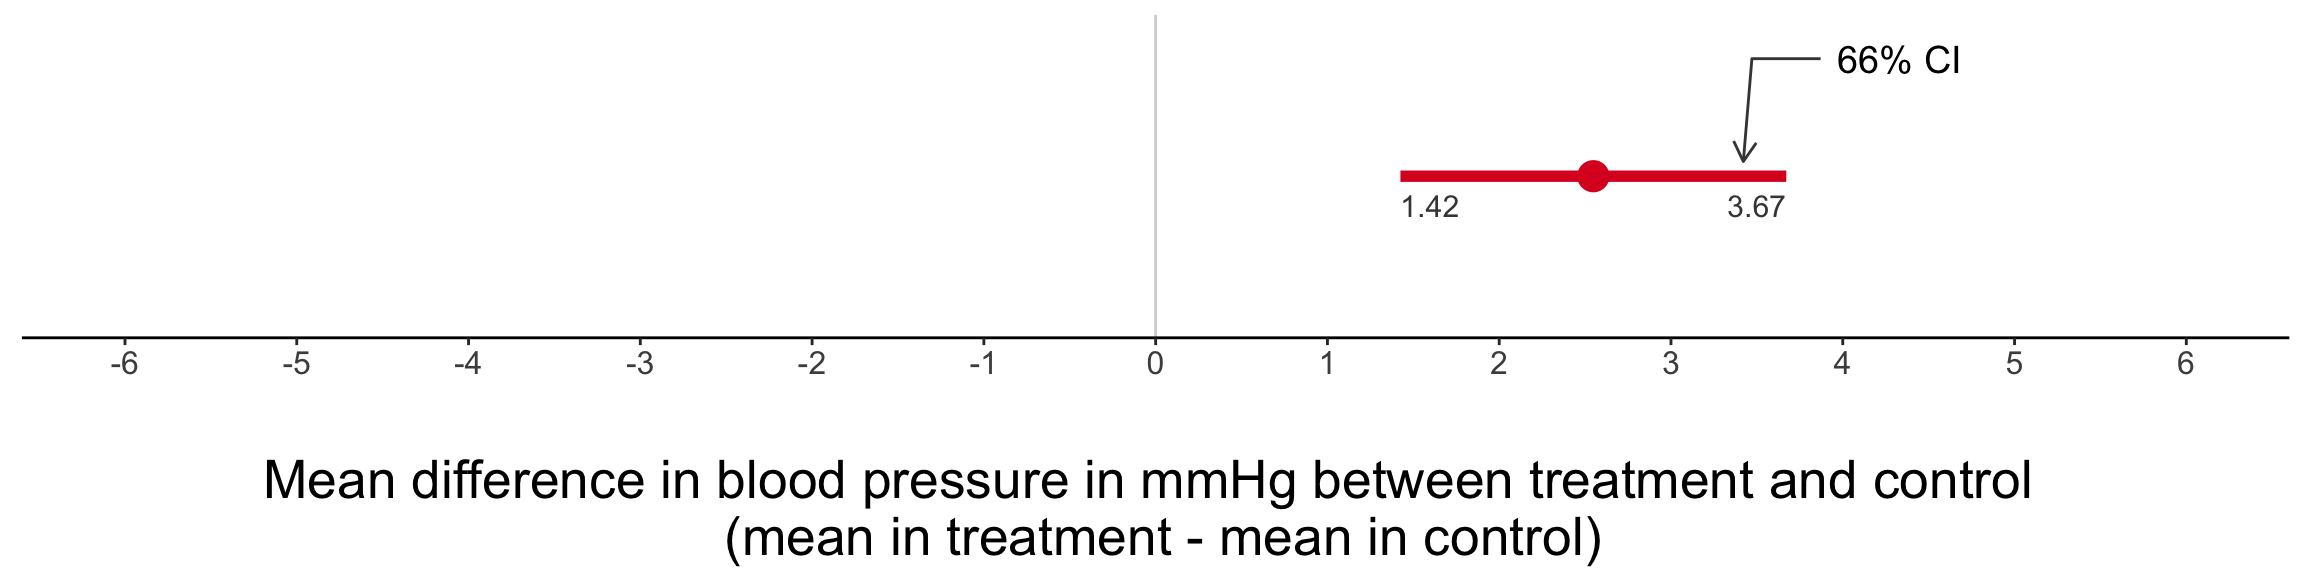 66% CI
1.42 3.67
-6 -5 -4 -3 -2 -1 0 1 2 3 4 5 6
Mean difference in blood pressure in mmHg between treatment and control
(mean in treatment - mean in control)